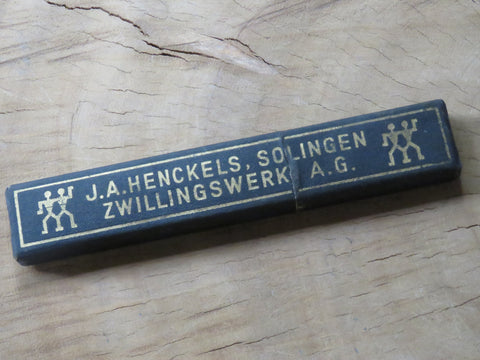 J.A.HENCKELS, SOLINGEN
ZWILLINGSWERK A.G.